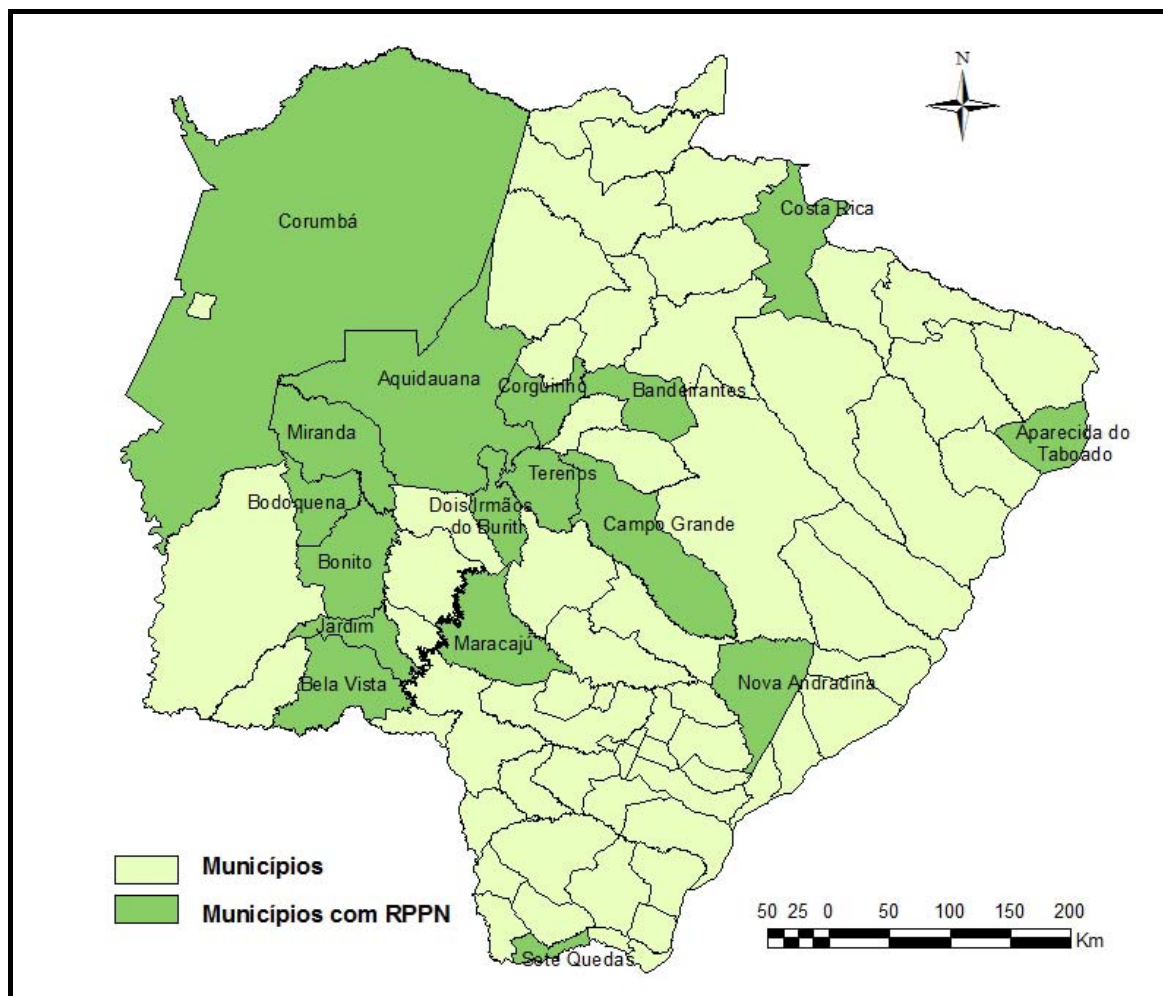 N
Costa Rica
Corumbá
Aquidauana
Corguinho
Bandeirantes
Miranda
Aparecida do
Taboado
Terenos
Bodoquena
Dois Irmãos
do Buriti
Campo Grande
Bonito
Jardim
Maracajú
Bela Vista
Nova Andradina
Municípios
Municípios com RPPN
50 25 0 50 100 150 200
Km
Sete Quedas